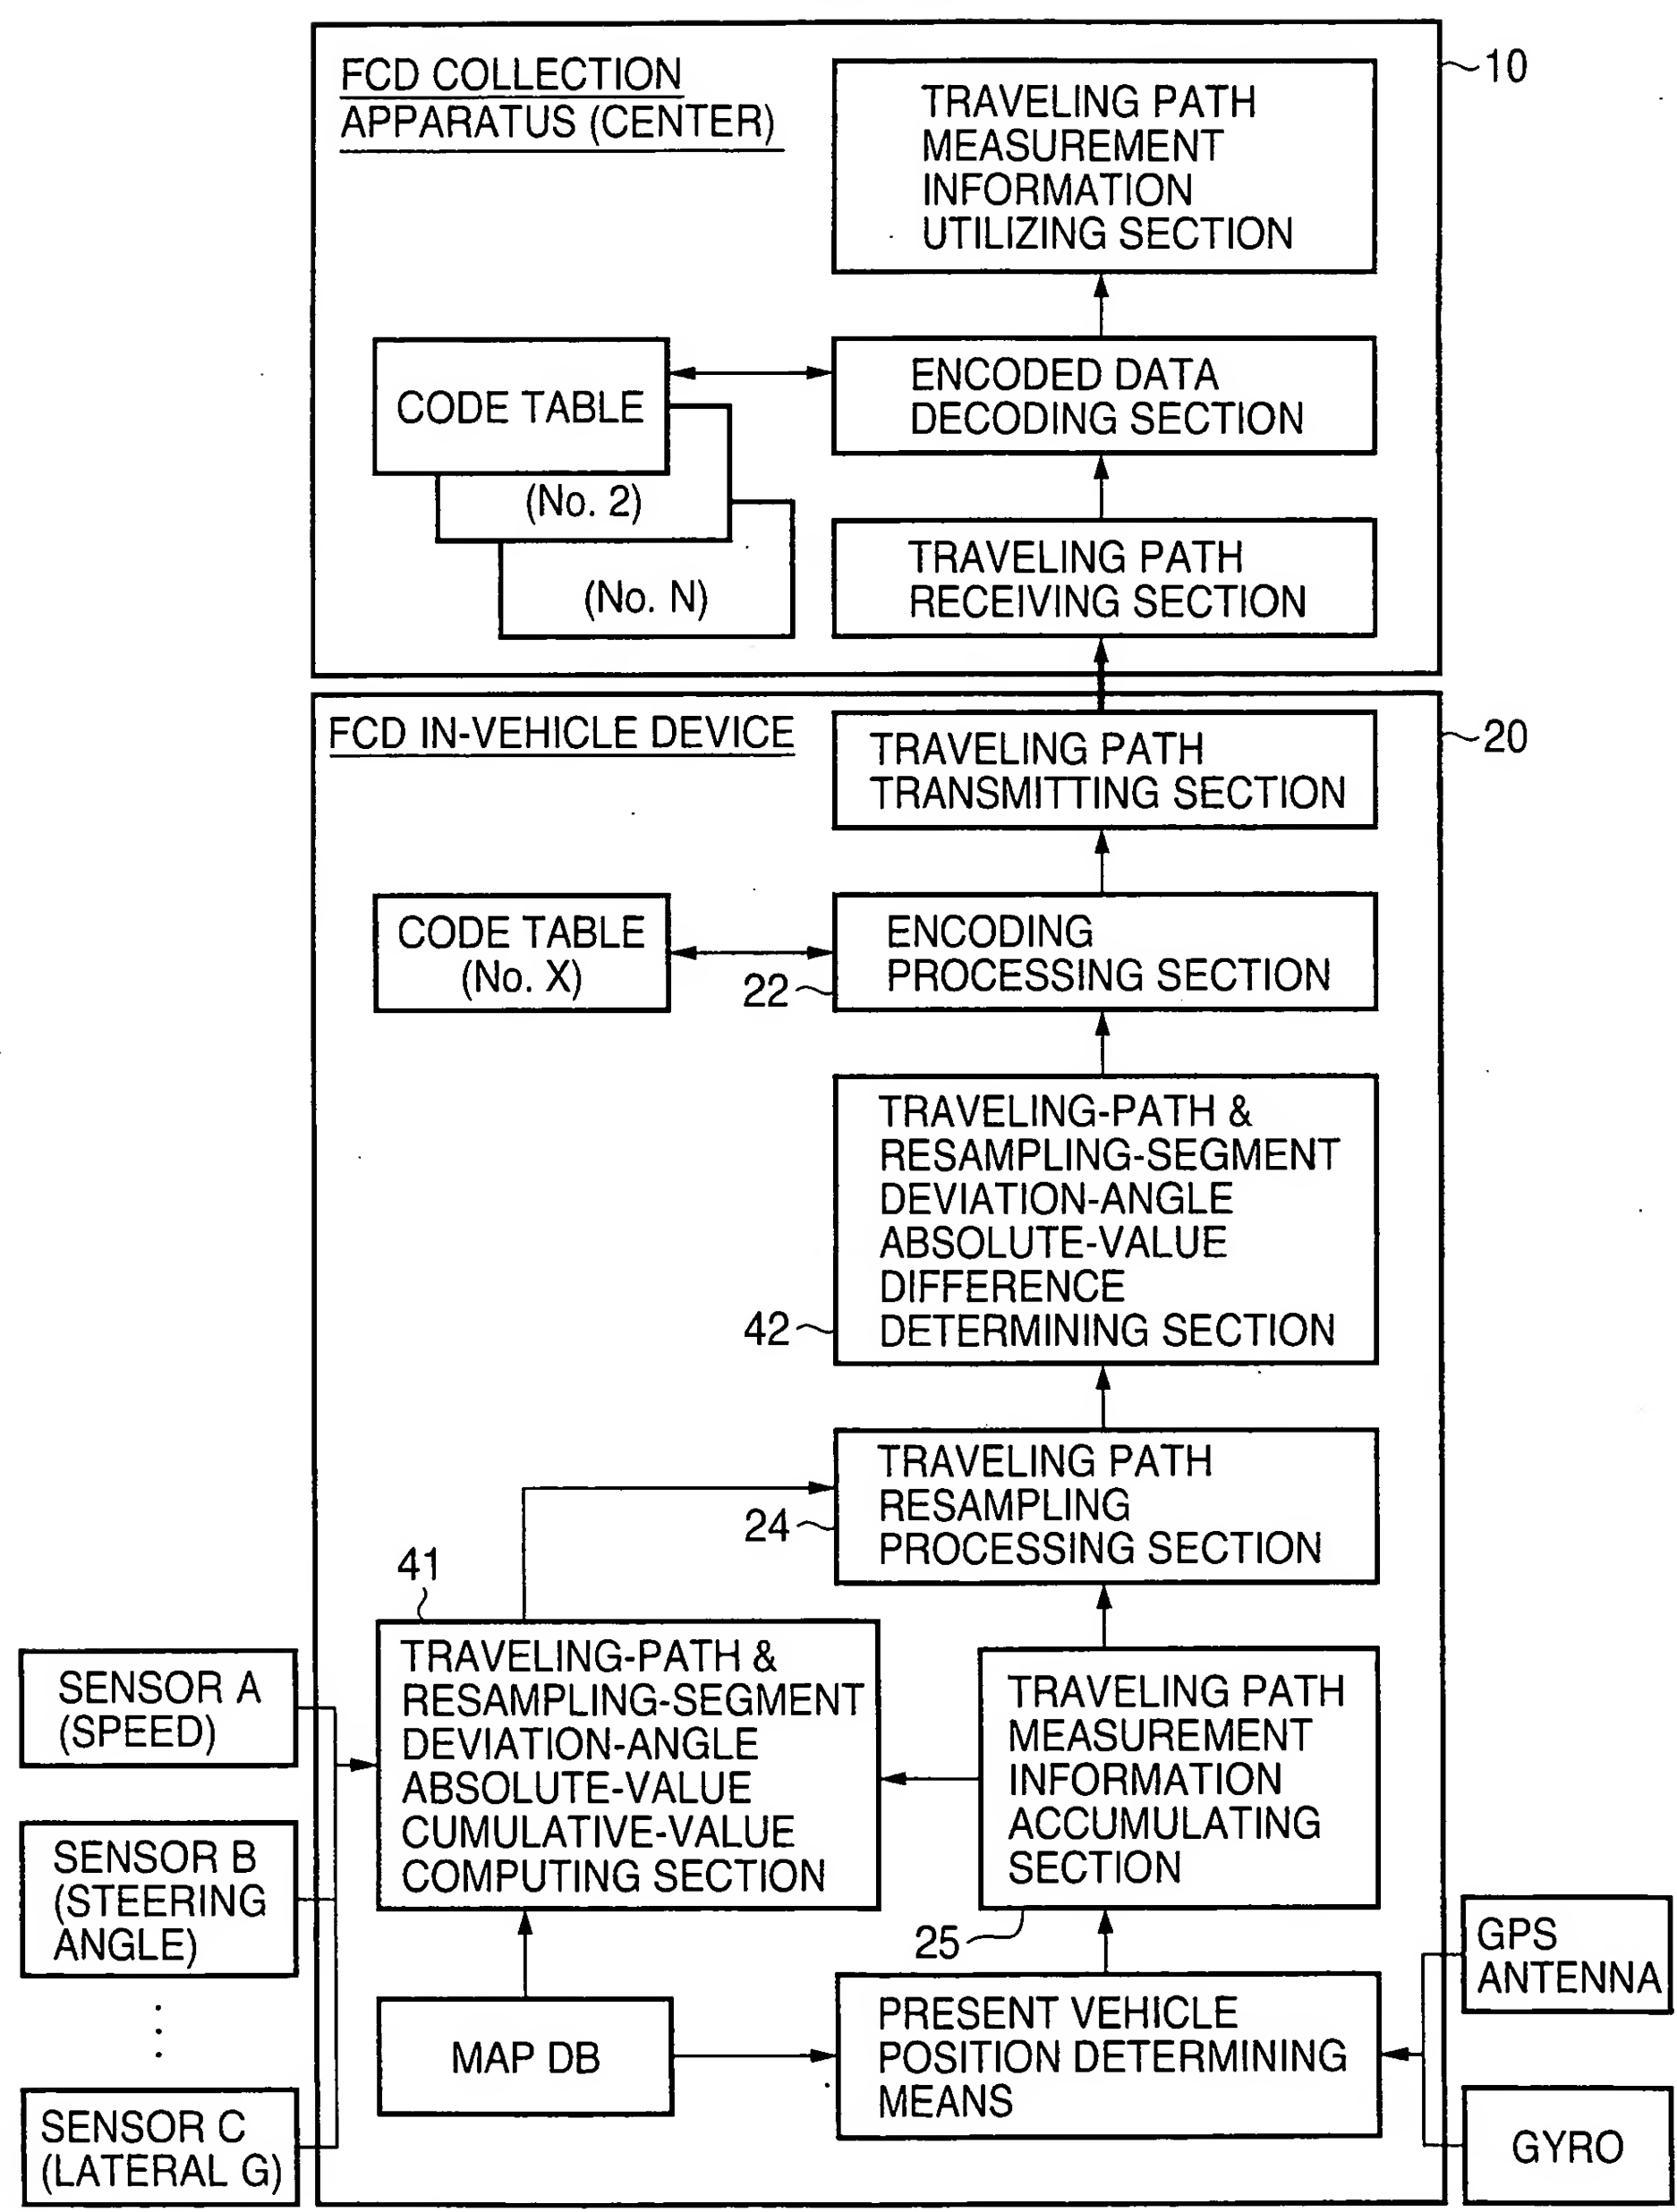 FCD COLLECTION
APPARATUS (CENTER)
10
TRAVELING PATH
MEASUREMENT
INFORMATION
UTILIZING SECTION
CODE TABLE
(No. 2)
(No. N)
ENCODED DATA
DECODING SECTION
TRAVELING PATH
RECEIVING SECTION
FCD IN-VEHICLE DEVICE
20
TRAVELING PATH
TRANSMITTING SECTION
CODE TABLE
(No. X)
22
ENCODING
PROCESSING SECTION
TRAVELING-PATH &
RESAMPLING-SEGMENT
DEVIATION-ANGLE
ABSOLUTE-VALUE
DIFFERENCE
DETERMINING SECTION
42
TRAVELING PATH
RESAMPLING
PROCESSING SECTION
24
41
TRAVELING-PATH &
RESAMPLING-SEGMENT
DEVIATION-ANGLE
ABSOLUTE-VALUE
CUMULATIVE-VALUE
COMPUTING SECTION
TRAVELING PATH
MEASUREMENT
INFORMATION
ACCUMULATING
SECTION
25
SENSOR A
(SPEED)
SENSOR B
(STEERING
ANGLE)
SENSOR C
(LATERAL G)
MAP DB
PRESENT VEHICLE
POSITION DETERMINING
MEANS
GPS
ANTENNA
GYRO